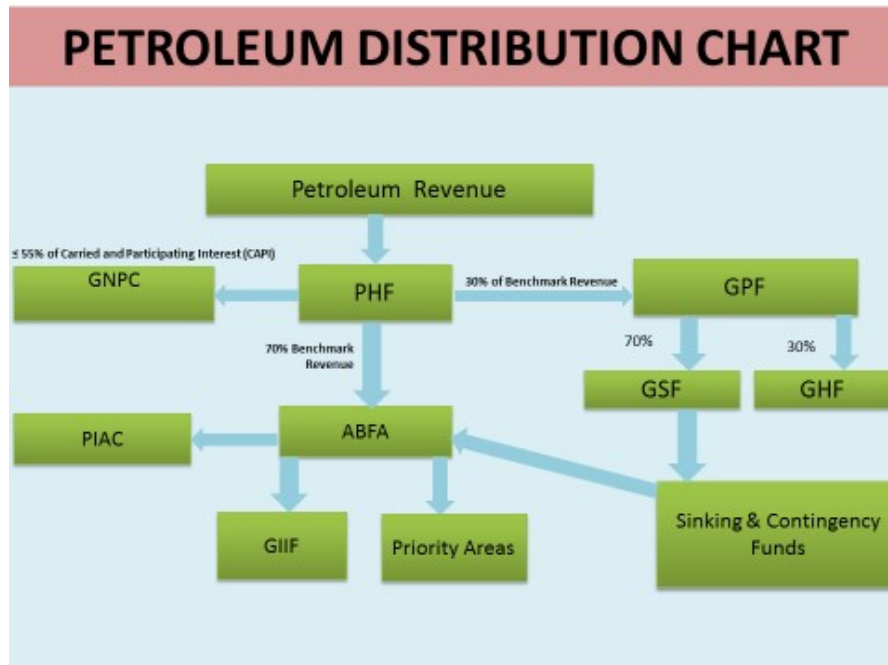 PETROLEUM DISTRIBUTION CHART
Petroleum Revenue
≤ 55% of Carried and Participating Interest (CAPI)
GNPC
PHF
30% of Benchmark Revenue
GPF
70% Benchmark
Revenue
70%
30%
GSF
GHF
PIAC
ABFA
GIIF
Priority Areas
Sinking & Contingency
Funds